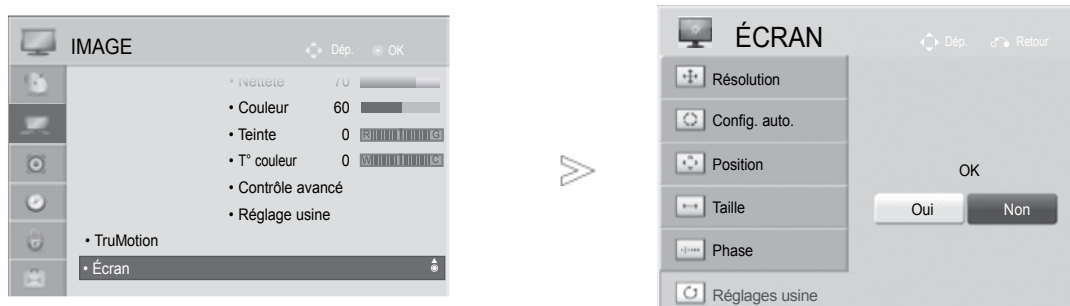 IMAGE
Dép. OK
• Netteté 70
• Couleur 60
• Teinte 0 R G
• T° couleur 0 W C
• Contrôle avancé
• Réglage usine
• TruMotion
• Écran
ÉCRAN
Dép. Retour
Résolution
Config. auto.
Position
Taille
Phase
Réglages usine
OK
Oui Non